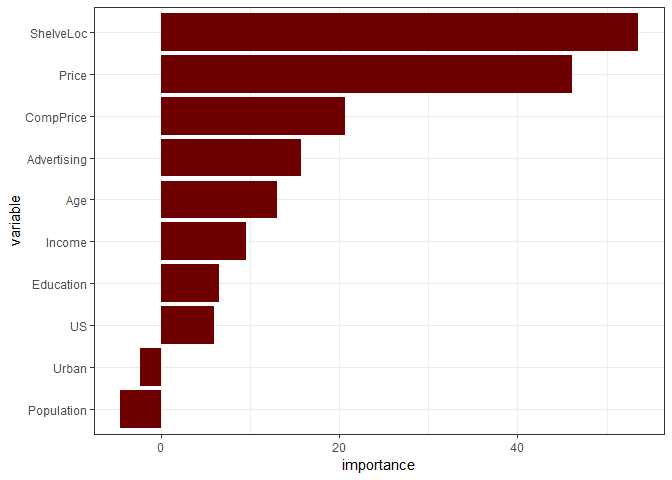 ShelveLoc
Price
CompPrice
Advertising
Age
Income
Education
US
Urban
Population
variable
0 20 40
importance